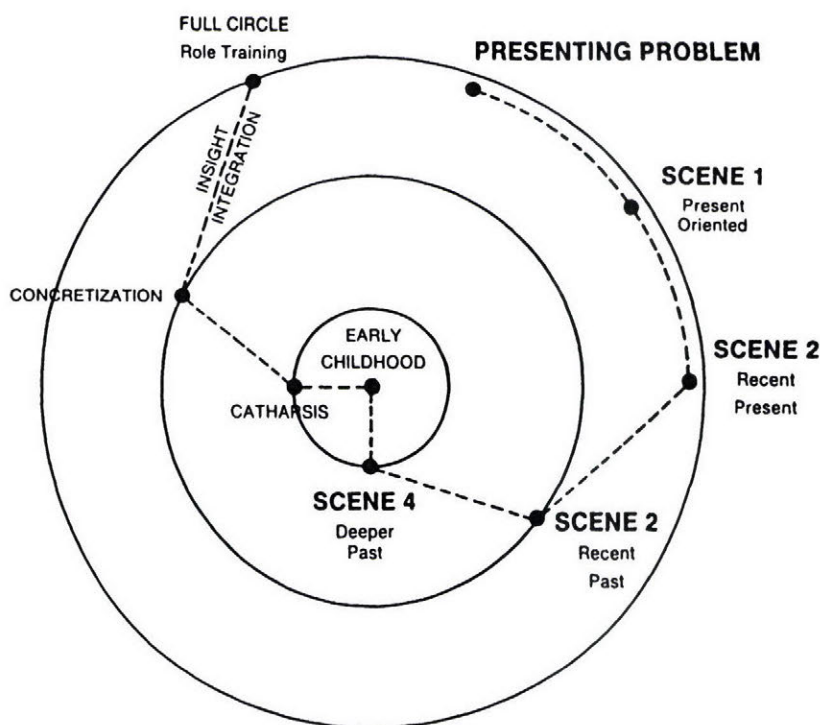 FULL CIRCLE
Role Training
PRESENTING PROBLEM
INSIGHT
INTEGRATION
SCENE 1
Present
Oriented
CONCRETIZATION
EARLY
CHILDHOOD
SCENE 2
Recent
Present
CATHARSIS
SCENE 4
Deeper
Past
SCENE 2
Recent
Past